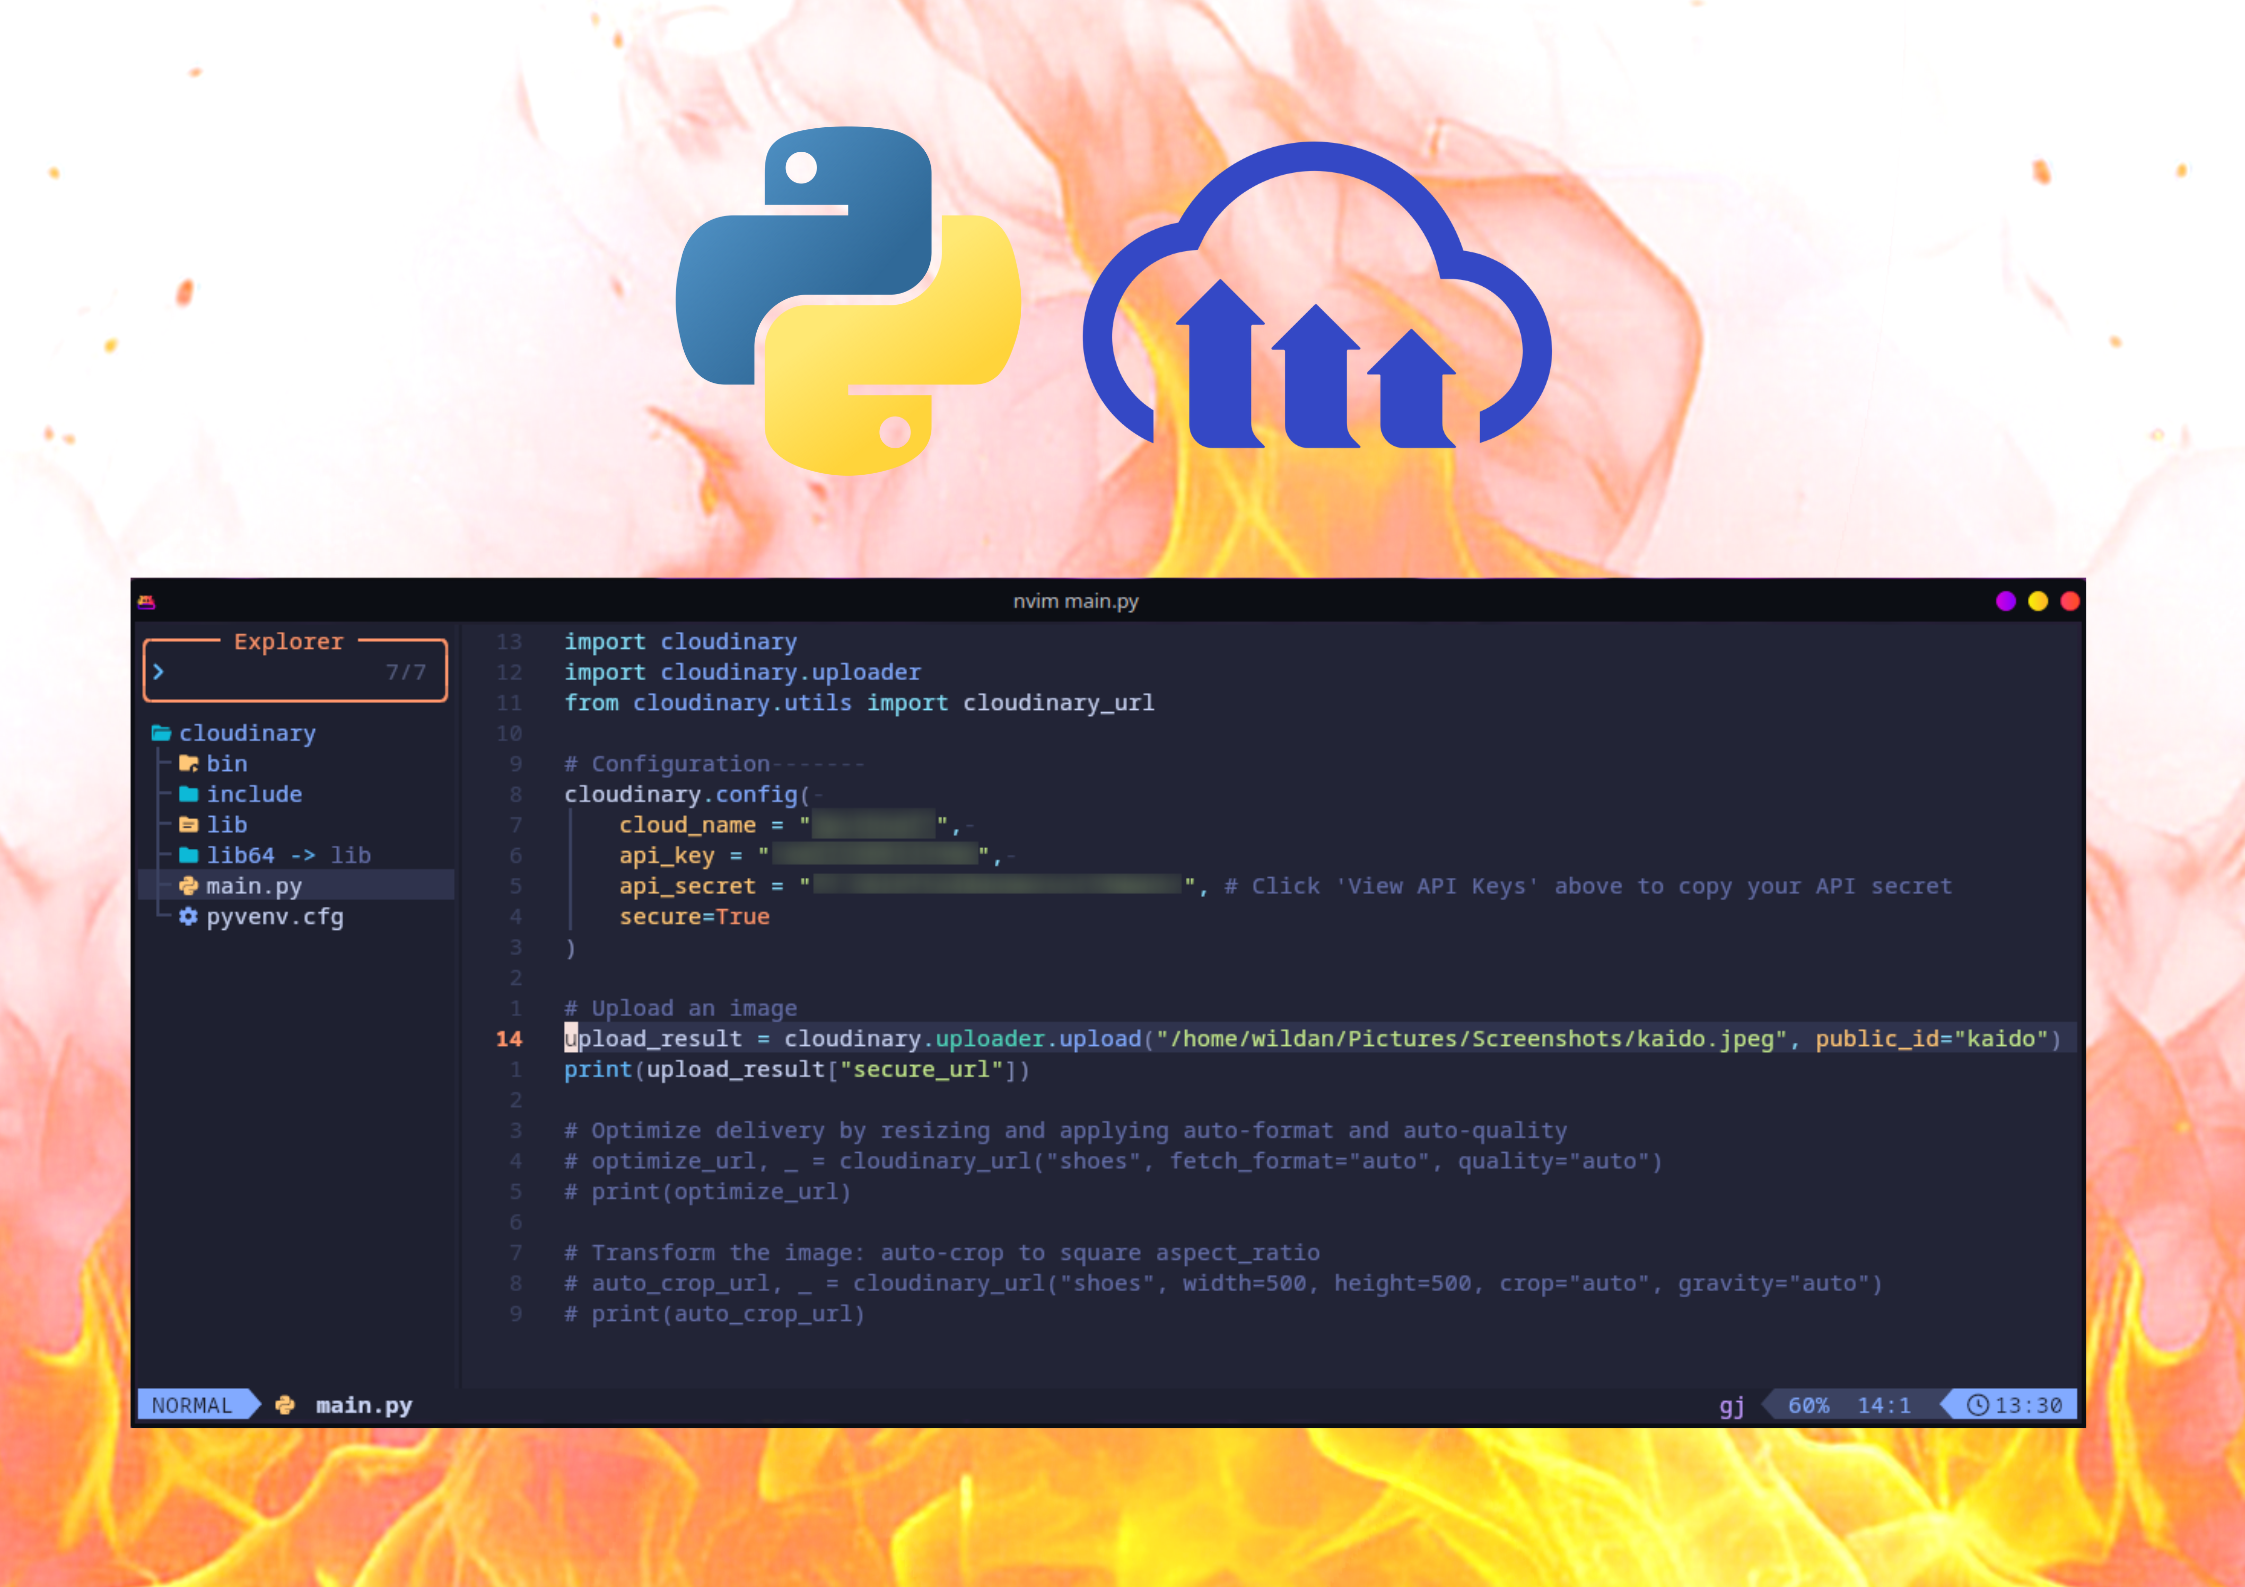 nvim main.py
Explorer
> 7/7
cloudinary
bin
include
lib
lib64 -> lib
main.py
pyvenv.cfg
13 import cloudinary
12 import cloudinary.uploader
11 from cloudinary.utils import cloudinary_url
10
9 # Configuration-------
8 cloudinary.config(-
7 cloud_name = "",-
6 api_key = "",-
5 api_secret = "", # Click 'View API Keys' above to copy your API secret
4 secure=True
3 )
2
1 # Upload an image
14 upload_result = cloudinary.uploader.upload("/home/wildan/Pictures/Screenshots/kaido.jpeg", public_id="kaido")
1 print(upload_result["secure_url"])
2
3 # Optimize delivery by resizing and applying auto-format and auto-quality
4 # optimize_url, _ = cloudinary_url("shoes", fetch_format="auto", quality="auto")
5 # print(optimize_url)
6
7 # Transform the image: auto-crop to square aspect_ratio
8 # auto_crop_url, _ = cloudinary_url("shoes", width=500, height=500, crop="auto", gravity="auto")
9 # print(auto_crop_url)
NORMAL main.py gj 60% 14:1 13:30